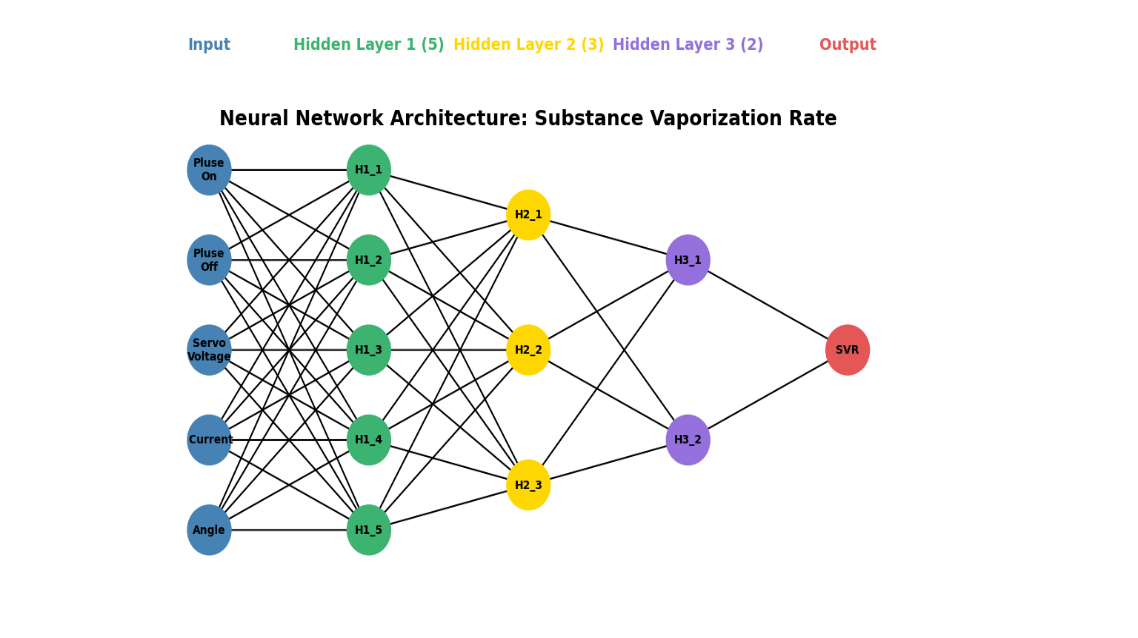 Input Hidden Layer 1 (5) Hidden Layer 2 (3) Hidden Layer 3 (2) Output
Neural Network Architecture: Substance Vaporization Rate
Pluse
On
H1_1
H2_1
Pluse
Off
H1_2
H3_1
Servo
Voltage
H1_3
H2_2
SVR
Current
H1_4
H3_2
H2_3
Angle
H1_5